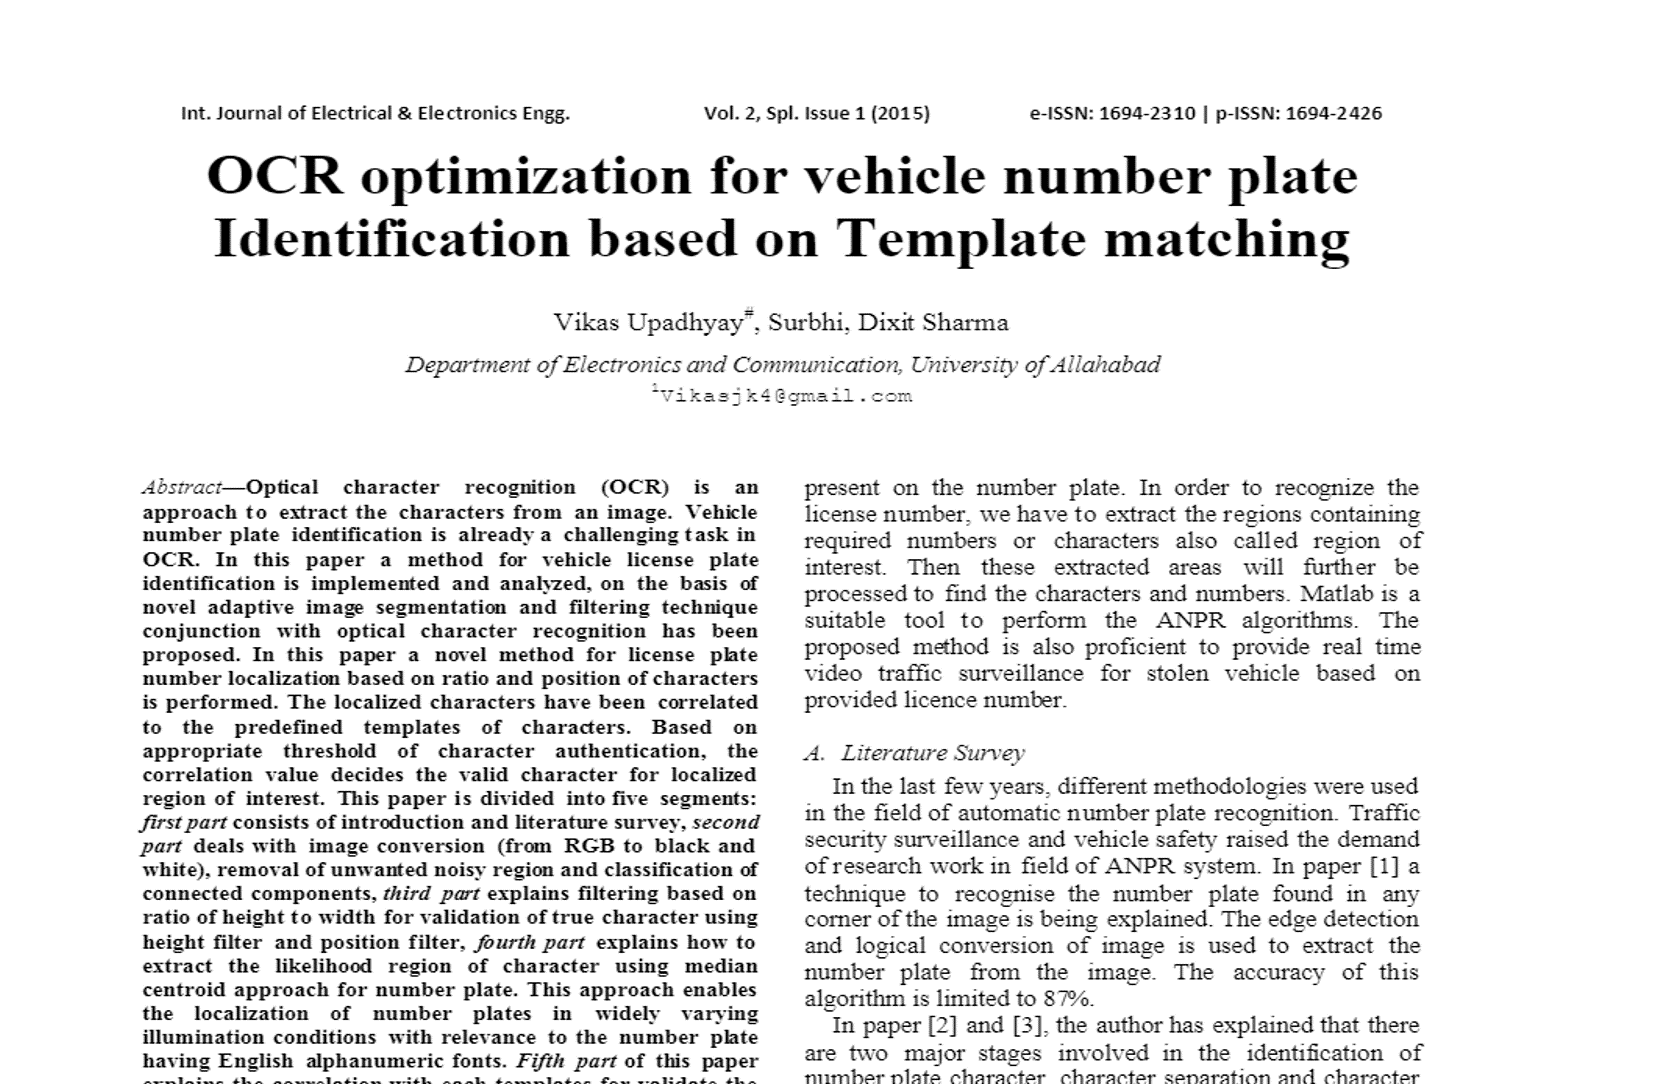 Int. Journal of Electrical & Electronics Engg. Vol. 2, Spl. Issue 1 (2015) e-ISSN: 1694-2310 | p-ISSN: 1694-2426
OCR optimization for vehicle number plate
Identification based on Template matching
Vikas Upadhyay#, Surbhi, Dixit Sharma
Department of Electronics and Communication, University of Allahabad
1Vikasjk4@gmail.com
Abstract—Optical character recognition (OCR) is an
approach to extract the characters from an image. Vehicle
number plate identification is already a challenging task in
OCR. In this paper a method for vehicle license plate
identification is implemented and analyzed, on the basis of
novel adaptive image segmentation and filtering technique
conjunction with optical character recognition has been
proposed. In this paper a novel method for license plate
number localization based on ratio and position of characters
is performed. The localized characters have been correlated
to the predefined templates of characters. Based on
appropriate threshold of character authentication, the
correlation value decides the valid character for localized
region of interest. This paper is divided into five segments:
first part consists of introduction and literature survey, second
part deals with image conversion (from RGB to black and
white), removal of unwanted noisy region and classification of
connected components, third part explains filtering based on
ratio of height to width for validation of true character using
height filter and position filter, fourth part explains how to
extract the likelihood region of character using median
centroid approach for number plate. This approach enables
the localization of number plates in widely varying
illumination conditions with relevance to the number plate
having English alphanumeric fonts. Fifth part of this paper
explains the correlation with each templates for validate the
present on the number plate. In order to recognize the
license number, we have to extract the regions containing
required numbers or characters also called region of
interest. Then these extracted areas will further be
processed to find the characters and numbers. Matlab is a
suitable tool to perform the ANPR algorithms. The
proposed method is also proficient to provide real time
video traffic surveillance for stolen vehicle based on
provided licence number.
A. Literature Survey
In the last few years, different methodologies were used
in the field of automatic number plate recognition. Traffic
security surveillance and vehicle safety raised the demand
of research work in field of ANPR system. In paper [1] a
technique to recognise the number plate found in any
corner of the image is being explained. The edge detection
and logical conversion of image is used to extract the
number plate from the image. The accuracy of this
algorithm is limited to 87%.
In paper [2] and [3], the author has explained that there
are two major stages involved in the identification of
number plate character, character separation and character